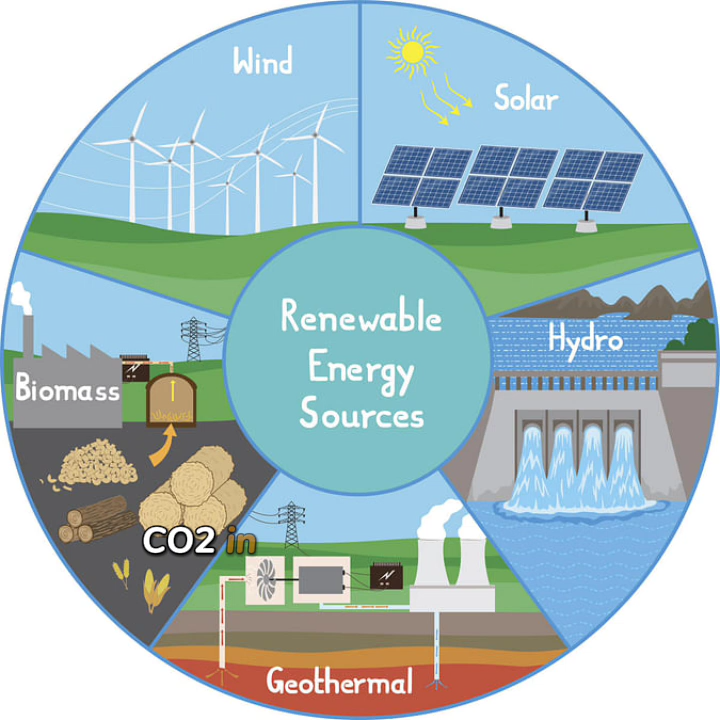 Wind
Solar
Renewable
Energy
Sources
Hydro
Biomass
CO2 in
Geothermal